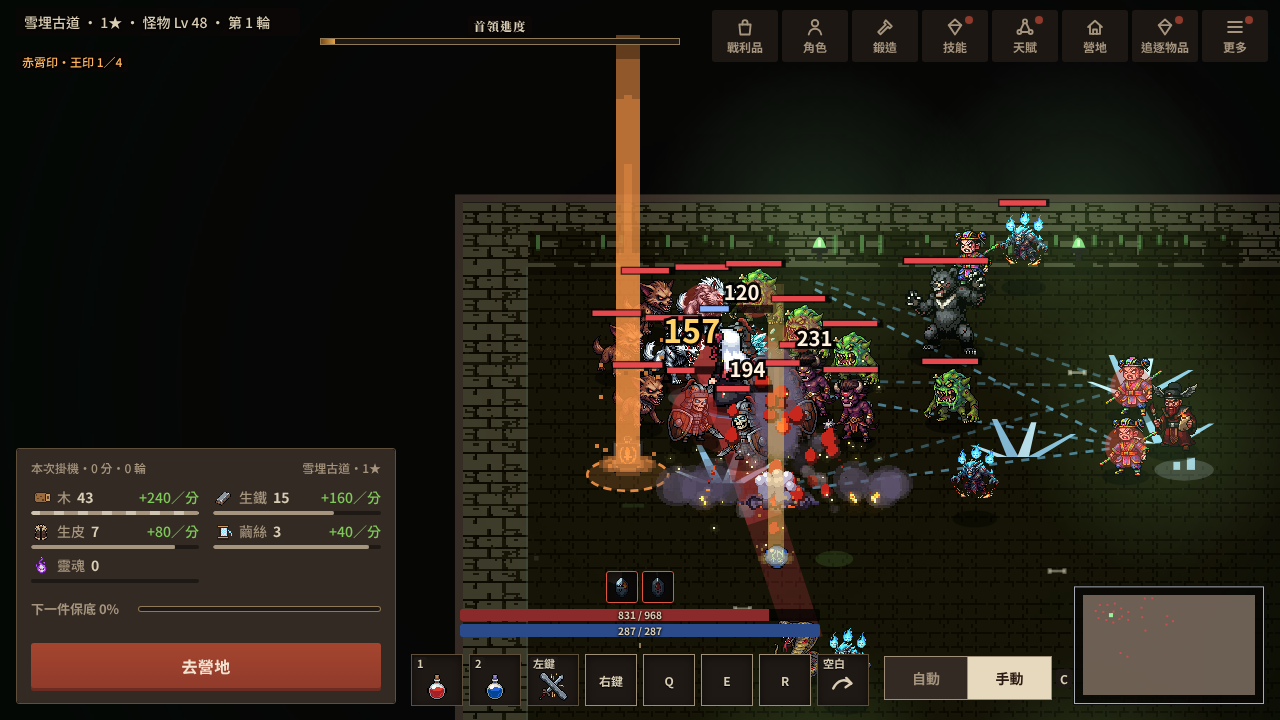 雪埋古道 • 1★ • 怪物 Lv 48 • 第 1 輪
首領進度
戰利品
角色
鍛造
技能
天賦
營地
追逐物品
更多
赤霄印 • 王印 1／4
120
157
231
194
本次掛機 • 0 分 • 0 輪
雪埋古道 • 1★
木 43 +240／分
生鐵 15 +160／分
生皮 7 +80／分
繭絲 3 +40／分
靈魂 0
下一件保底 0%
去營地
831 / 968
287 / 287
1
2
左鍵
右鍵
Q
E
R
空白
自動
手動
C